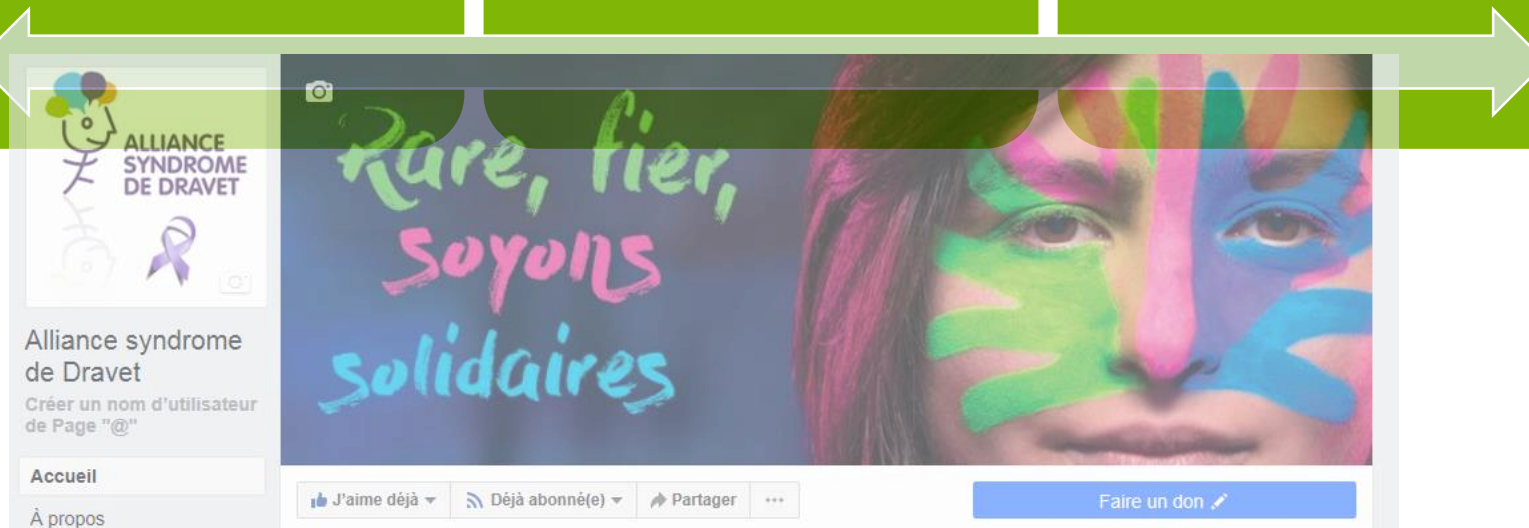 ALLIANCE
SYNDROME
DE DRAVET
Alliance syndrome
de Dravet
Créer un nom d'utilisateur
de Page "@"
Accueil
À propos
Rare, fier,
soyons
solidaires
J'aime déjà
Déjà abonné(e)
Partager
Faire un don